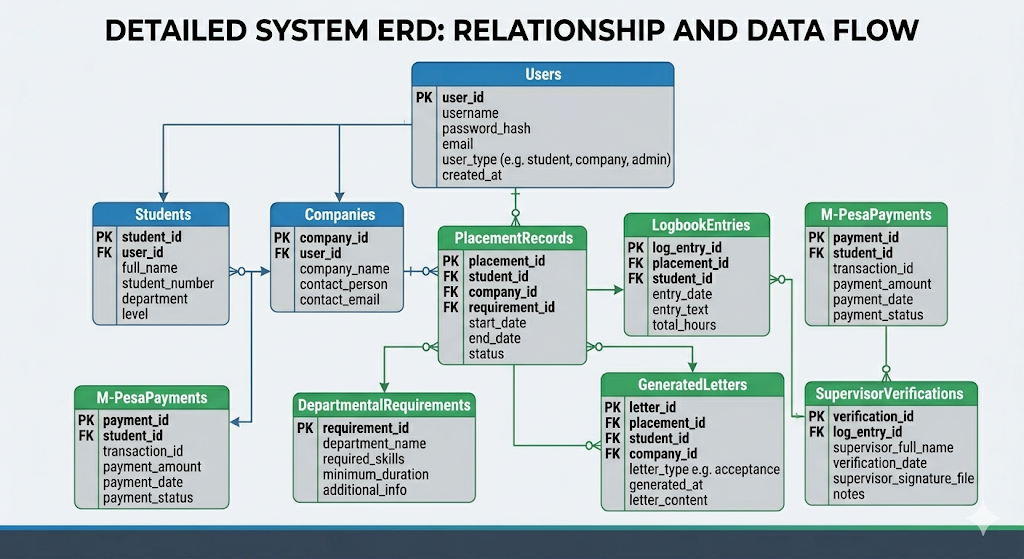 DETAILED SYSTEM ERD: RELATIONSHIP AND DATA FLOW
Users
PK user_id
username
password_hash
email
user_type (e.g. student, company, admin)
created_at
Students
PK student_id
FK user_id
full_name
student_number
department
level
Companies
PK company_id
FK user_id
company_name
contact_person
contact_email
PlacementRecords
PK placement_id
FK student_id
FK company_id
FK requirement_id
start_date
end_date
status
LogbookEntries
PK log_entry_id
FK placement_id
FK student_id
entry_date
entry_text
total_hours
M-PesaPayments
PK payment_id
FK student_id
transaction_id
payment_amount
payment_date
payment_status
M-PesaPayments
PK payment_id
FK student_id
transaction_id
payment_amount
payment_date
payment_status
DepartmentalRequirements
PK requirement_id
department_name
required_skills
minimum_duration
additional_info
GeneratedLetters
PK letter_id
FK placement_id
FK student_id
FK company_id
letter_type e.g. acceptance
generated_at
letter_content
SupervisorVerifications
PK verification_id
FK log_entry_id
supervisor_full_name
verification_date
supervisor_signature_file
notes